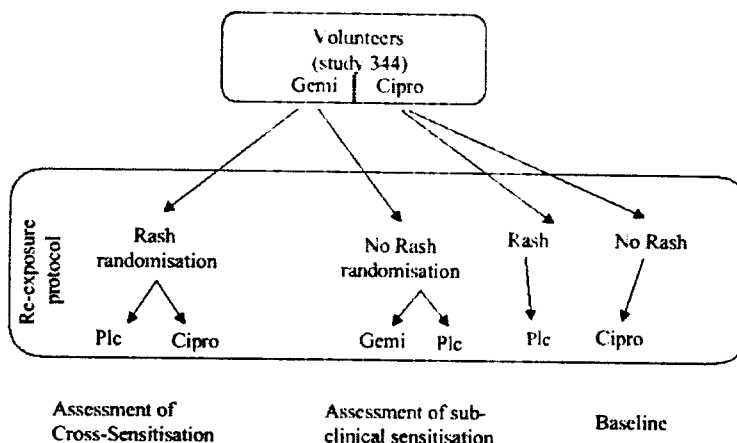 Volunteers
(study 344)
Gemi Cipro
Re-exposure
protocol
Rash
randomisation
No Rash
randomisation
Rash
No Rash
Plc
Cipro
Gemi
Plc
Plc
Cipro
Assessment of
Cross-Sensitisation
Assessment of sub-
clinical sensitisation
Baseline